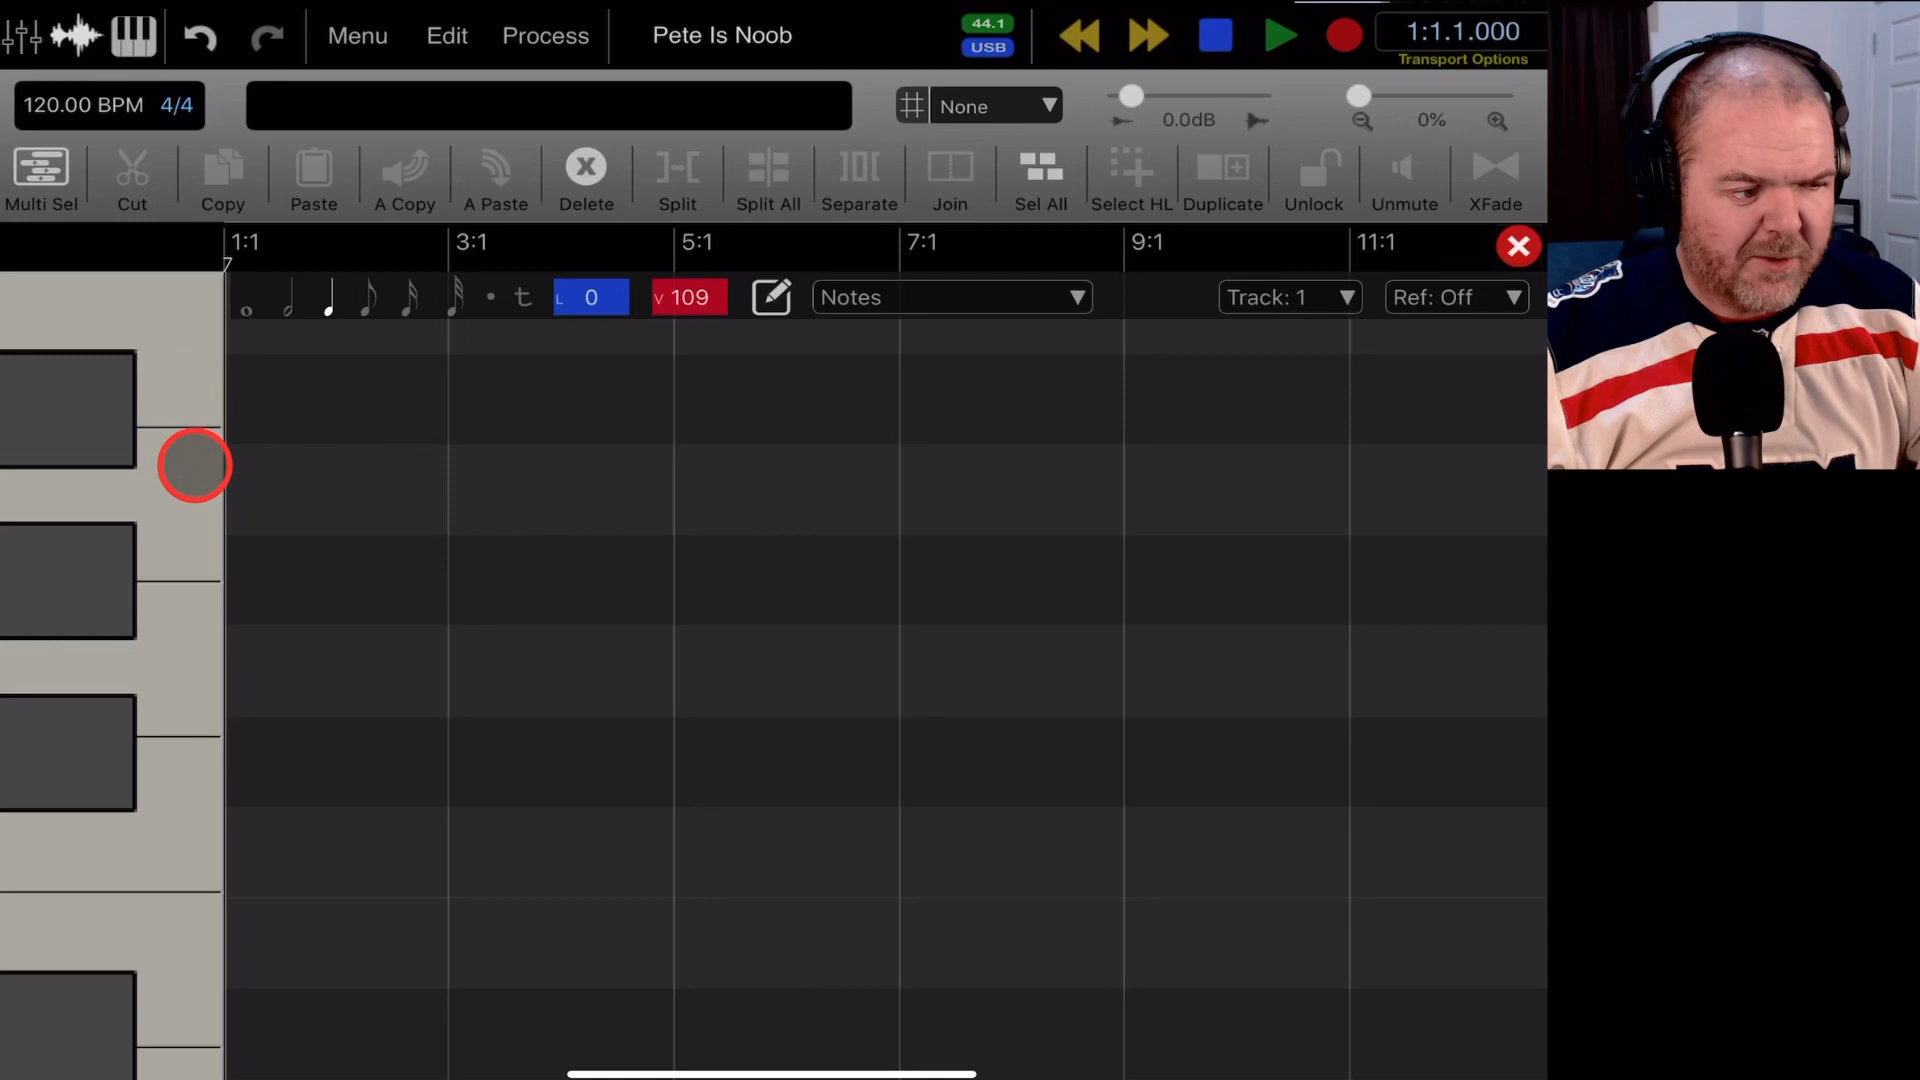 Menu Edit Process Pete Is Noob 44.1 USB 1:1.1.000
Transport Options
120.00 BPM 4/4 None 0.0dB 0%
Multi Sel Cut Copy Paste A Copy A Paste Delete Split Split All Separate Join Sel All Select HL Duplicate Unlock Unmute XFade
1:1 3:1 5:1 7:1 9:1 11:1
t L 0 V 109 Notes Track: 1 Ref: Off